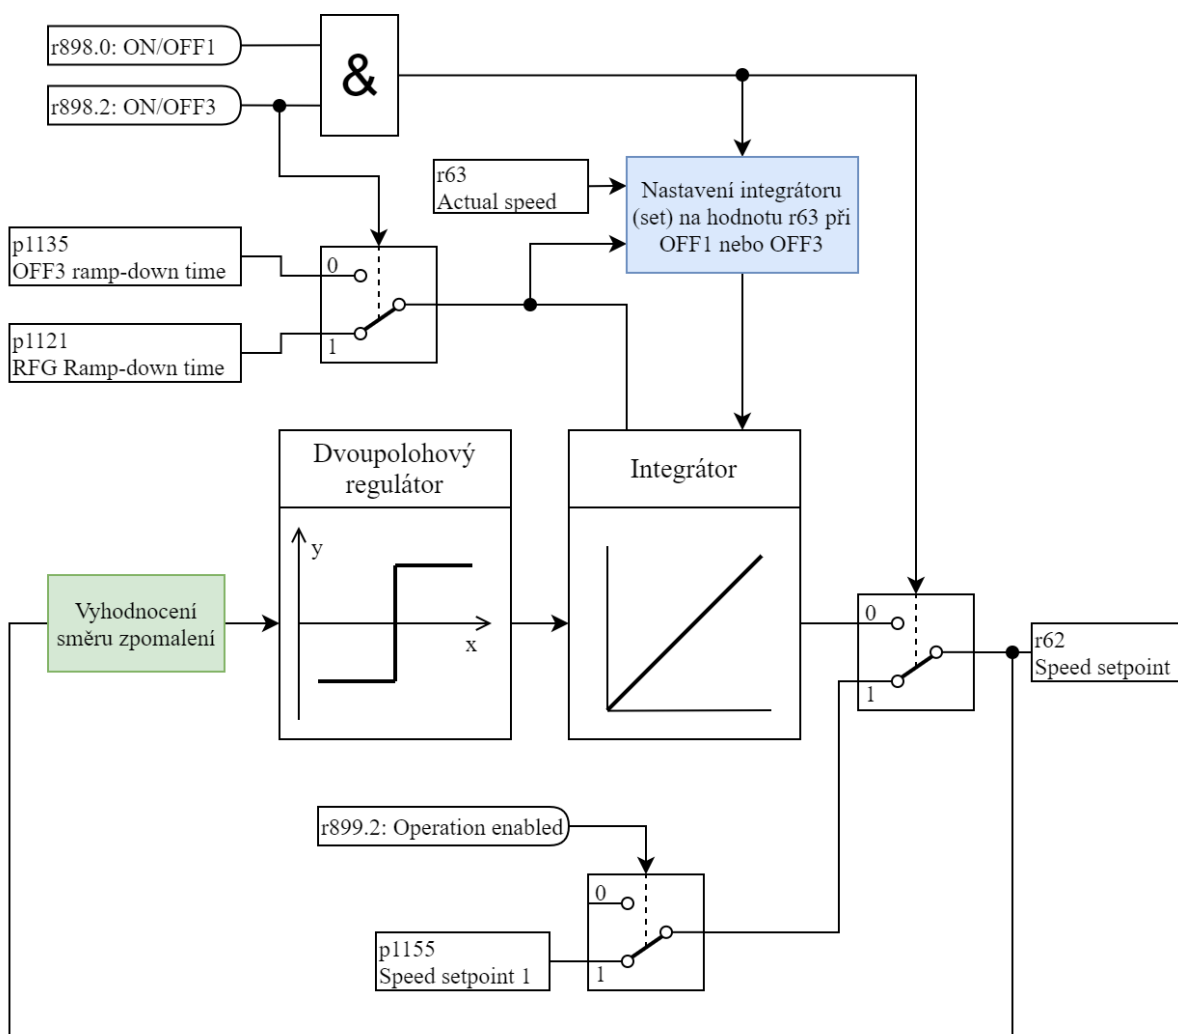 r898.0: ON/OFF1
&
r898.2: ON/OFF3
r63
Actual speed
Nastavení integrátoru
(set) na hodnotu r63 při
OFF1 nebo OFF3
p1135
OFF3 ramp-down time
0
p1121
RFG Ramp-down time
1
Dvoupolohový
regulátor
y
x
Integrátor
Vyhodnocení
směru zpomalení
0
1
r62
Speed setpoint
r899.2: Operation enabled
0
1
p1155
Speed setpoint 1